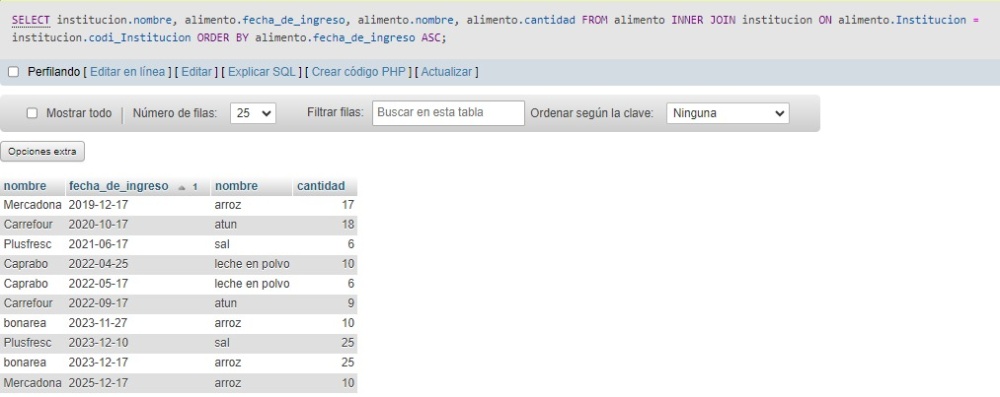 SELECT institucion.nombre, alimento.fecha_de_ingreso, alimento.nombre, alimento.cantidad FROM alimento INNER JOIN institucion ON alimento.Institucion =
institucion.codi_Institucion ORDER BY alimento.fecha_de_ingreso ASC;
Perfilando [ Editar en línea ] [ Editar ] [ Explicar SQL ] [ Crear código PHP ] [ Actualizar ]
Mostrar todo | Número de filas: 25 Filtrar filas: Buscar en esta tabla Ordenar según la clave: Ninguna
Opciones extra
nombre fecha_de_ingreso 1 nombre cantidad
Mercadona 2019-12-17 arroz 17
Carrefour 2020-10-17 atun 18
Plusfresc 2021-06-17 sal 6
Caprabo 2022-04-25 leche en polvo 10
Caprabo 2022-05-17 leche en polvo 6
Carrefour 2022-09-17 atun 9
bonarea 2023-11-27 arroz 10
Plusfresc 2023-12-10 sal 25
bonarea 2023-12-17 arroz 25
Mercadona 2025-12-17 arroz 10